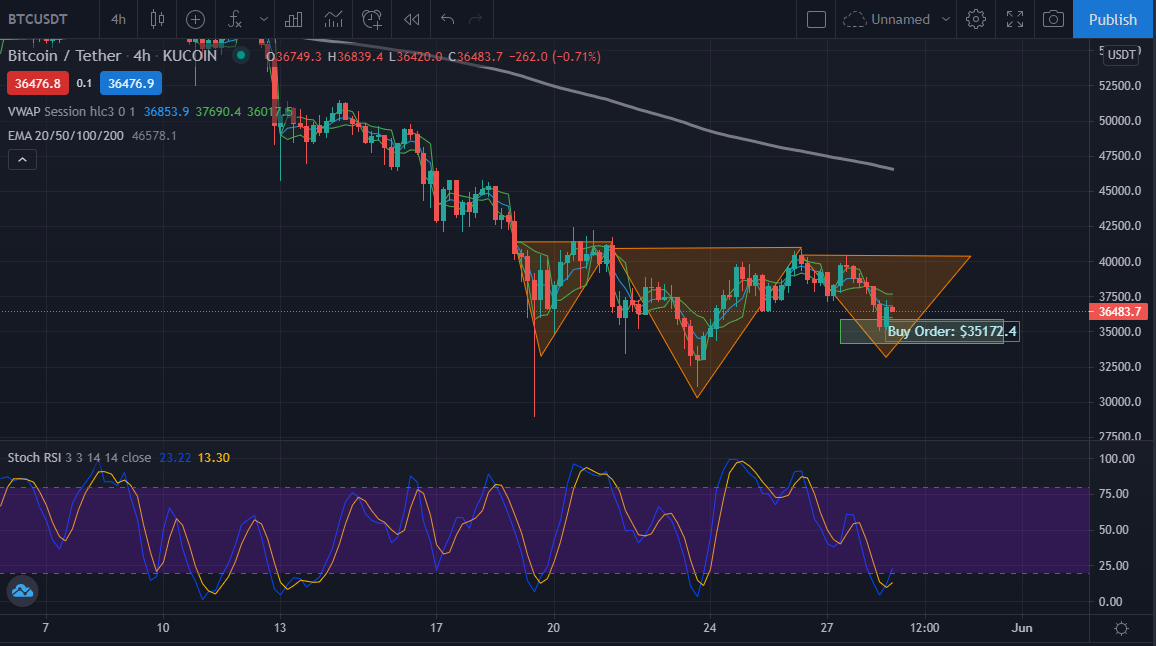 BTCUSDT 4h Unnamed Publish
Bitcoin / Tether · 4h · KUCOIN O36749.3 H36839.4 L36420.0 C36483.7 −262.0 (−0.71%)
USDT
36476.8 0.1 36476.9
VWAP Session hlc3 0 1 36853.9 37690.4 36017.5
EMA 20/50/100/200 46578.1
52500.0
50000.0
47500.0
45000.0
42500.0
40000.0
37500.0
36483.7
35000.0
32500.0
30000.0
27500.0
Buy Order: $35172.4
Stoch RSI 3 3 14 14 close 23.22 13.30
100.00
75.00
50.00
25.00
0.00
7 10 13 17 20 24 27 12:00 Jun